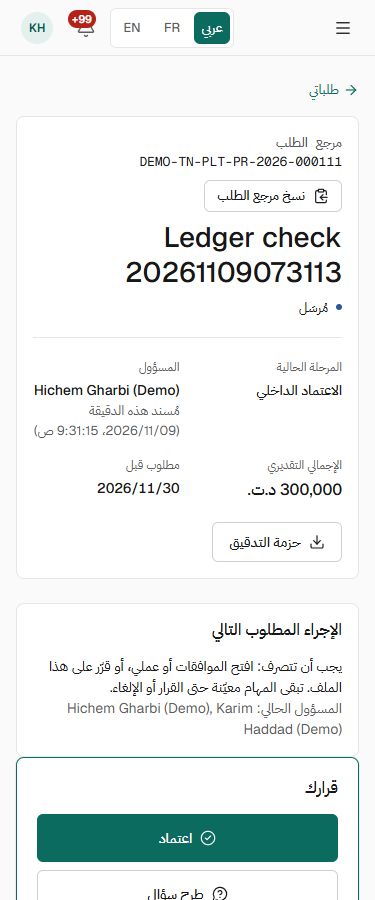 KH
+99
EN FR عربي
طلباتي
مرجع الطلب
DEMO-TN-PLT-PR-2026-000111
نسخ مرجع الطلب
Ledger check
20261109073113
مُرسَل
المرحلة الحالية
الاعتماد الداخلي
المسؤول
Hichem Gharbi (Demo)
مُسند هذه الدقيقة
(2026/11/09، 9:31:15 ص)
الإجمالي التقديري
300,000 د.ت.
مطلوب قبل
2026/11/30
حزمة التدقيق
الإجراء المطلوب التالي
يجب أن تتصرف: افتح الموافقات أو عملي، أو قرّر على هذا
الملف. تبقى المهام معيّنة حتى القرار أو الإلغاء.
المسؤول الحالي: Hichem Gharbi (Demo), Karim
Haddad (Demo)
قرارك
اعتماد
طرح سؤال